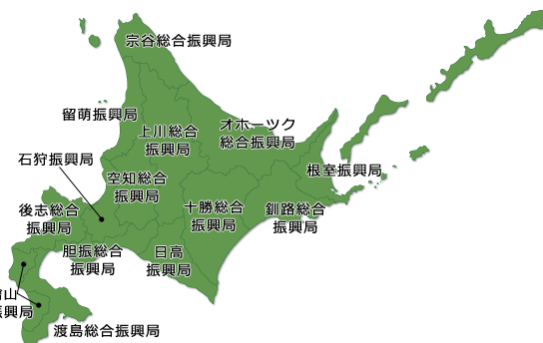 宗谷総合振興局
留萌振興局
上川総合
振興局
オホーツク
総合振興局
石狩振興局
空知総合
振興局
根室振興局
後志総合
振興局
十勝総合
振興局
釧路総合
振興局
胆振総合
振興局
日高
振興局
山
振興局
渡島総合振興局